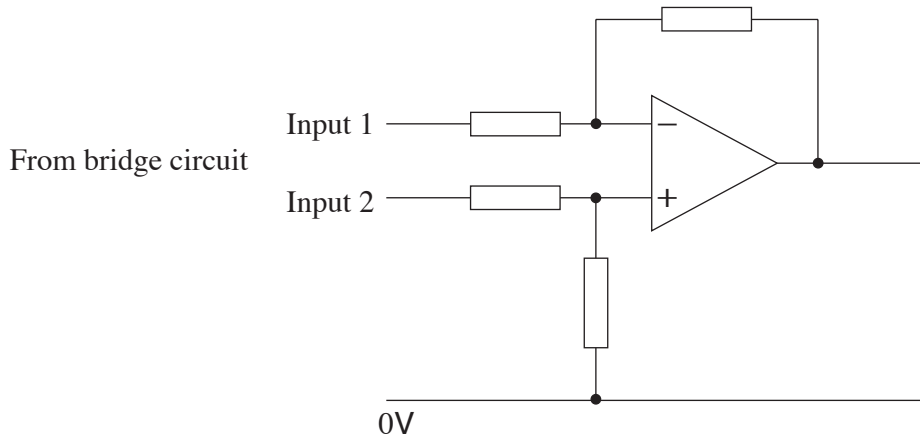 Input 1
From bridge circuit
Input 2
−
+
0V